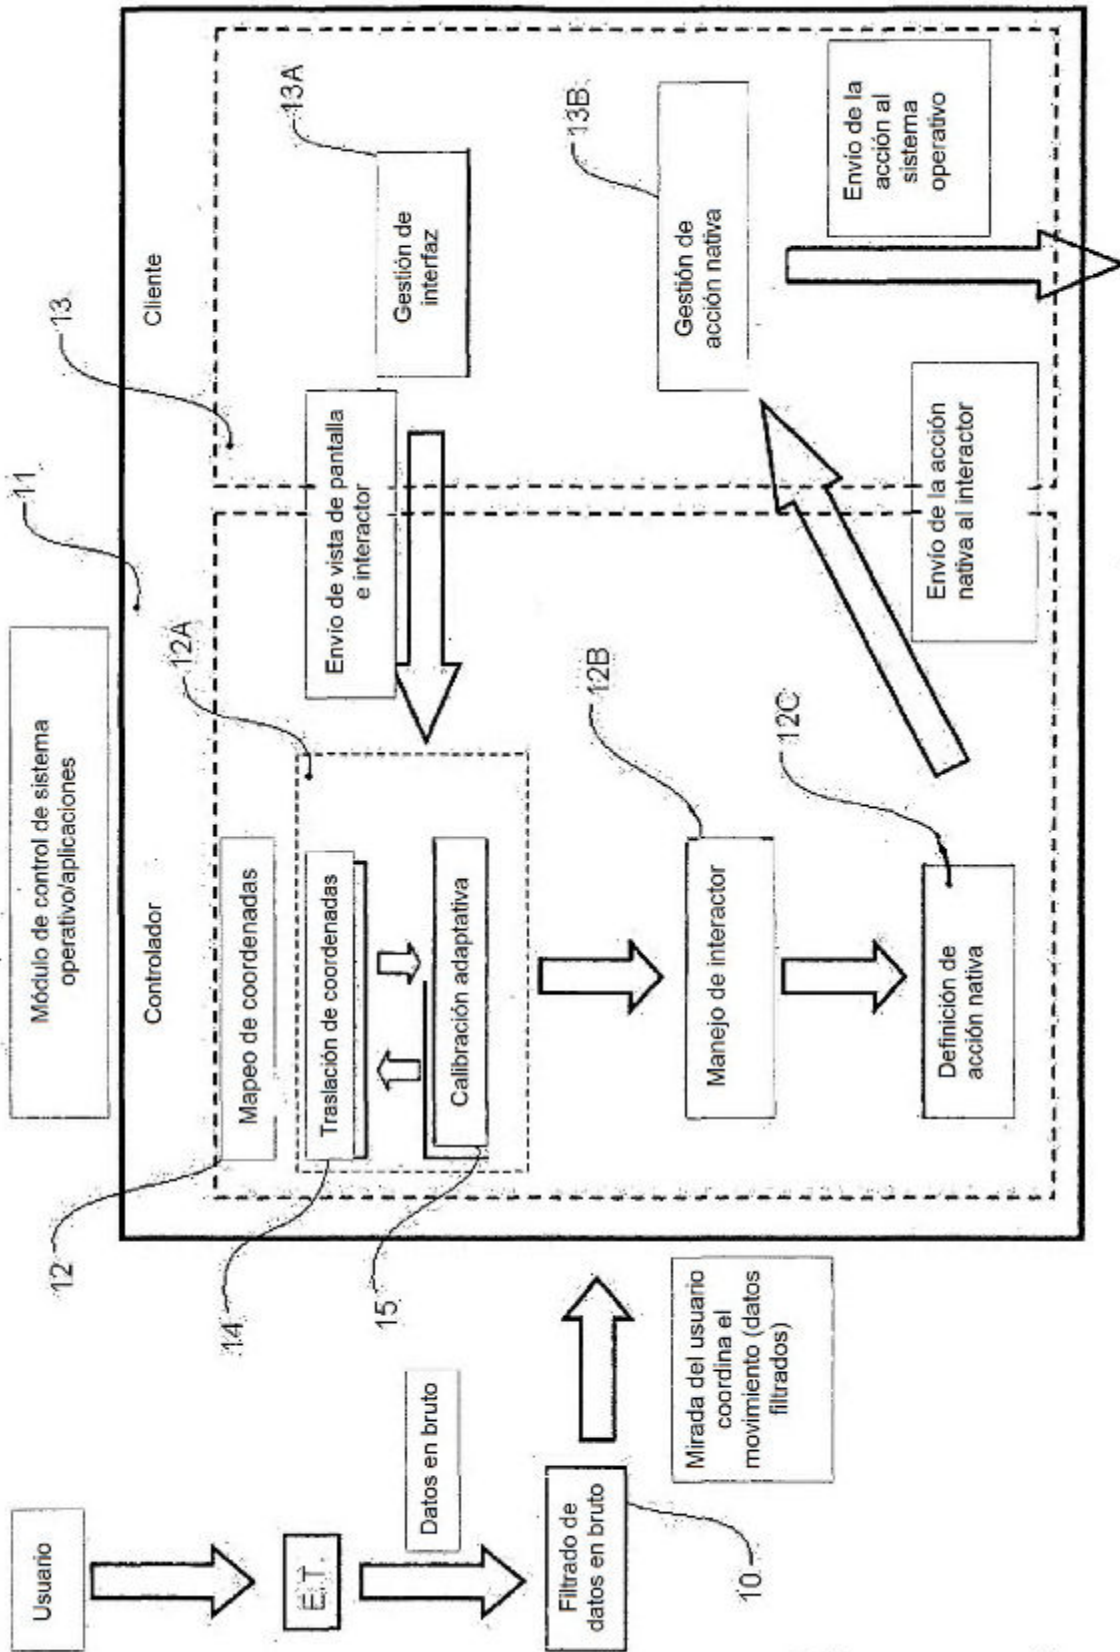 Módulo de control de sistema
operativo/aplicaciones
11
Usuario
E.T.
Datos en bruto
Filtrado de
datos en bruto
10
Mirada del usuario
coordina el
movimiento (datos
filtrados)
Controlador
12
Mapeo de coordenadas
12A
14
Traslación de coordenadas
15
Calibración adaptativa
Manejo de interactor
12B
Definición de
acción nativa
12C
Envío de vista de pantalla
e interactor
Envío de la acción
nativa al interactor
Cliente
13
Gestión de
interfaz
13A
Gestión de
acción nativa
13B
Envío de la
acción al
sistema
operativo